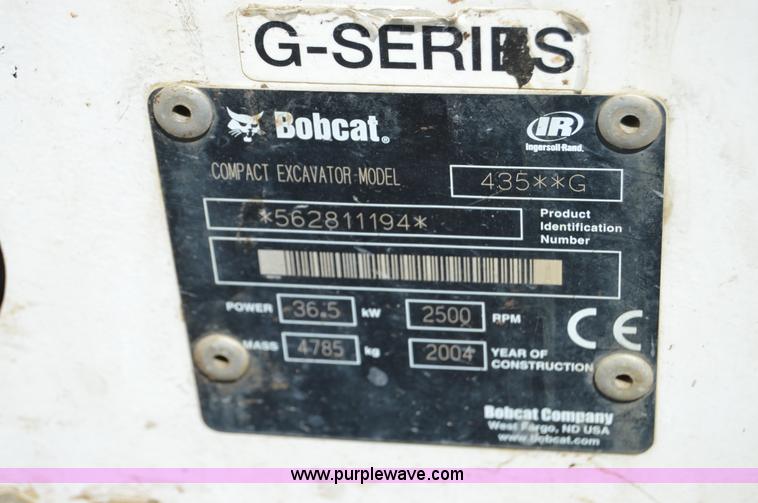 G-SERIES
Bobcat®
IR
Ingersoll-Rand.
COMPACT EXCAVATOR-MODEL 435**G
*562811194* Product Identification Number
POWER 36.5 kW 2500 RPM
MASS 4785 kg 2004 YEAR OF CONSTRUCTION
CE
Bobcat Company
West Fargo, ND USA
www.bobcat.com
www.purplewave.com